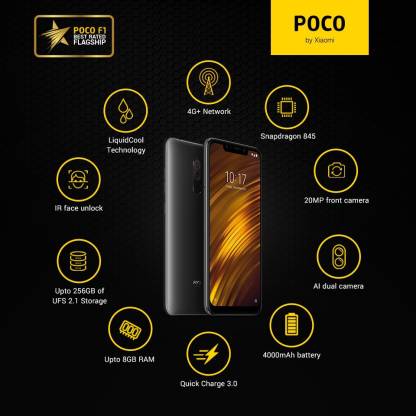 POCO F1
BEST RATED
FLAGSHIP
POCO
by Xiaomi
4G+ Network
LiquidCool
Technology
Snapdragon 845
IR face unlock
10:17
20MP front camera
Upto 256GB of
UFS 2.1 Storage
AI dual camera
Upto 8GB RAM
4000mAh battery
Quick Charge 3.0